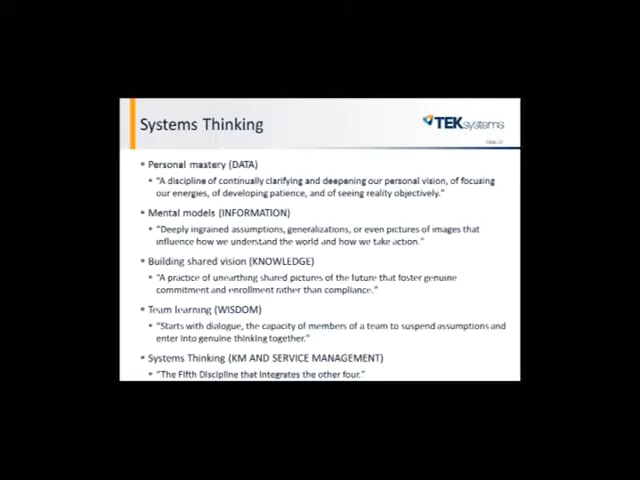 Systems Thinking
TEKsystems
Personal mastery (DATA)
"A discipline of continually clarifying and deepening our personal vision, of focusing
our energies, of developing patience, and of seeing reality objectively."
Mental models (INFORMATION)
"Deeply ingrained assumptions, generalizations, or even pictures of images that
influence how we understand the world and how we take action."
Building shared vision (KNOWLEDGE)
"A practice of unearthing shared pictures of the future that foster genuine
commitment and enrollment rather than compliance."
Team learning (WISDOM)
"Starts with dialogue, the capacity of members of a team to suspend assumptions and
enter into genuine thinking together."
Systems Thinking (KM AND SERVICE MANAGEMENT)
"The Fifth Discipline that integrates the other four."